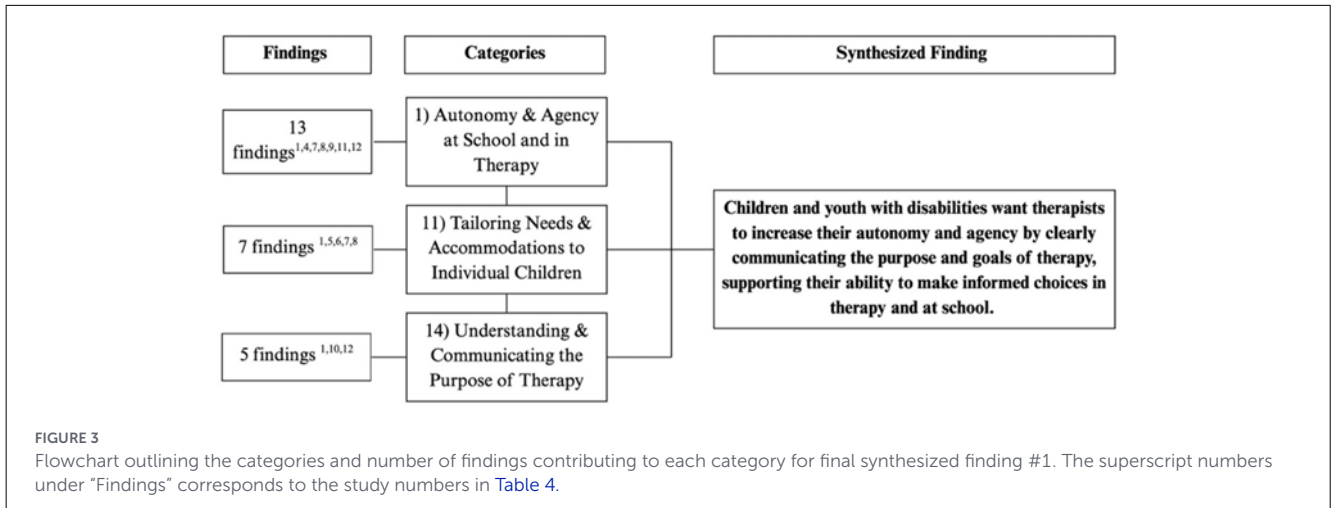 Findings
Categories
Synthesized Finding
13
findings1,4,7,8,9,11,12
1) Autonomy & Agency
at School and in
Therapy
7 findings 1,5,6,7,8
11) Tailoring Needs &
Accommodations to
Individual Children
5 findings 1,10,12
14) Understanding &
Communicating the
Purpose of Therapy
Children and youth with disabilities want therapists
to increase their autonomy and agency by clearly
communicating the purpose and goals of therapy,
supporting their ability to make informed choices in
therapy and at school.
FIGURE 3
Flowchart outlining the categories and number of findings contributing to each category for final synthesized finding #1. The superscript numbers
under "Findings" corresponds to the study numbers in Table 4.